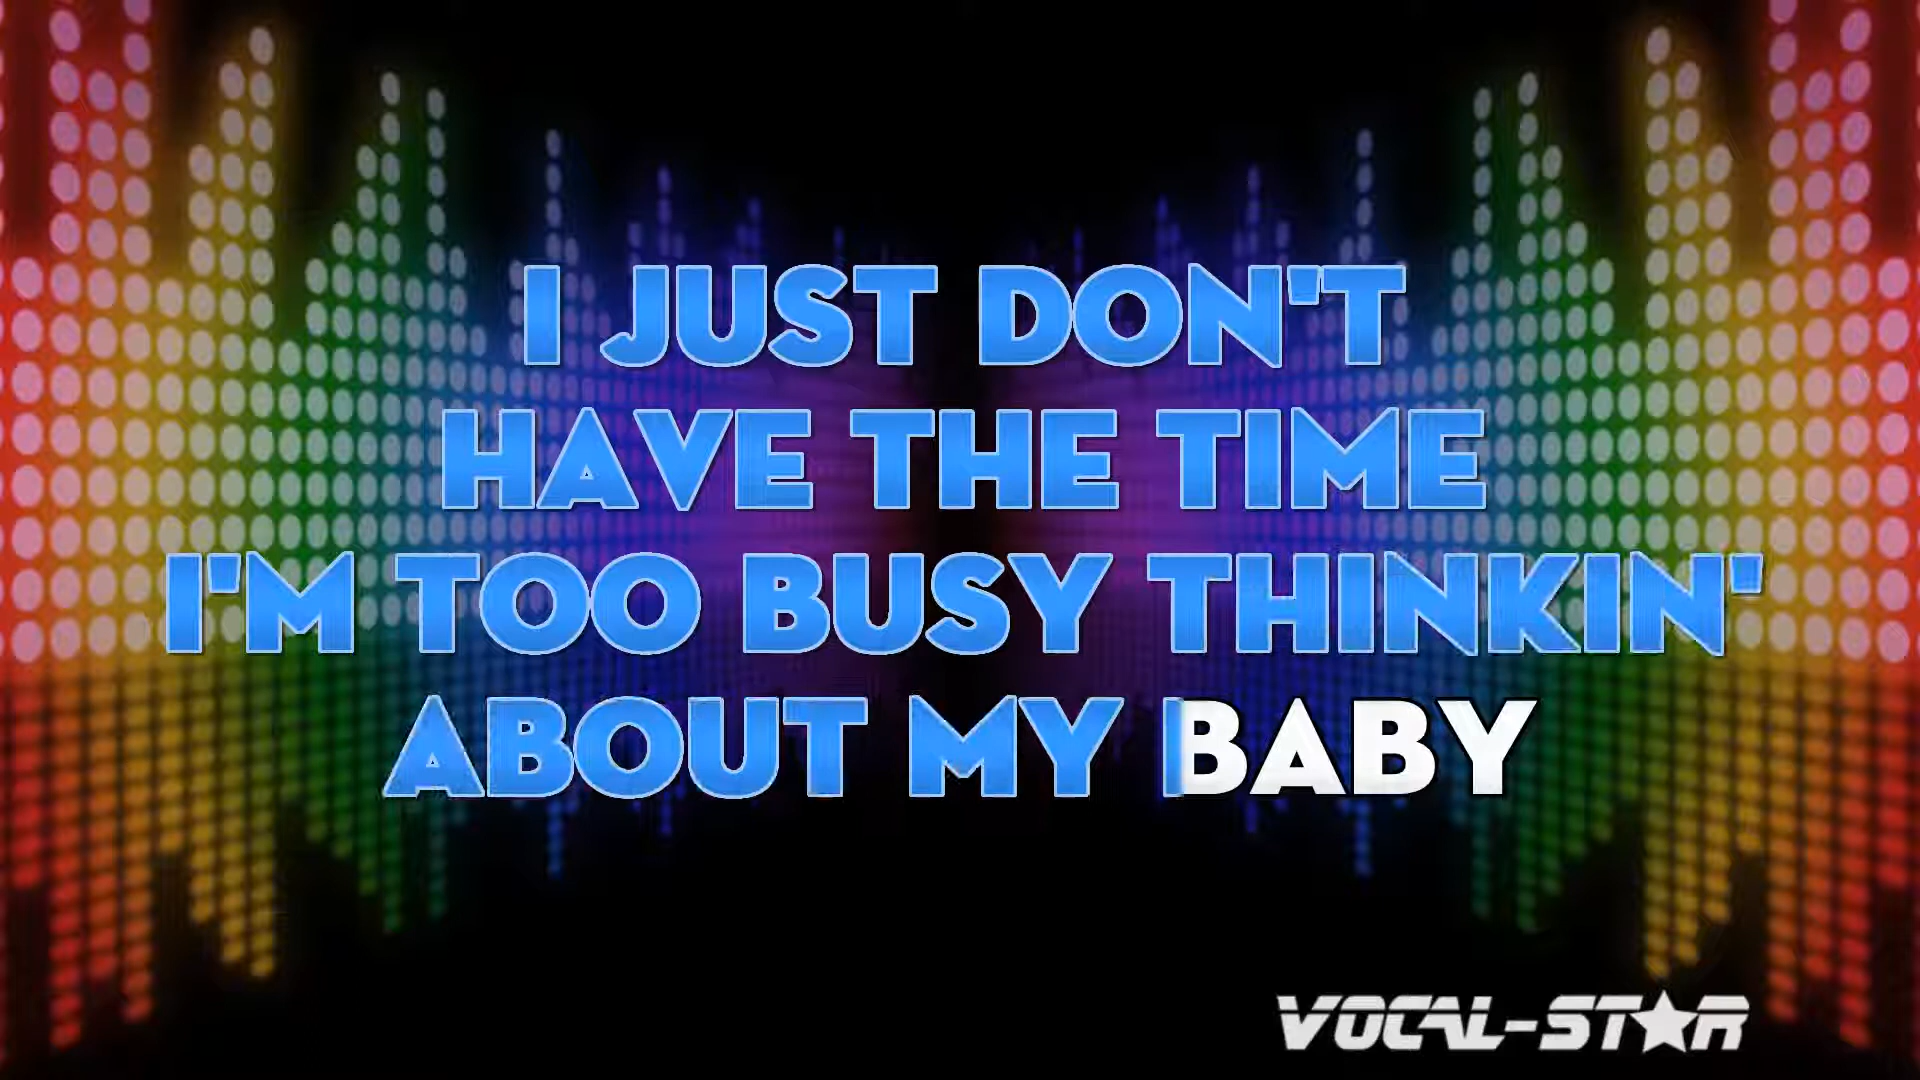 I JUST DON'T
HAVE THE TIME
I'M TOO BUSY THINKIN'
ABOUT MY BABY
VOCAL-STAR